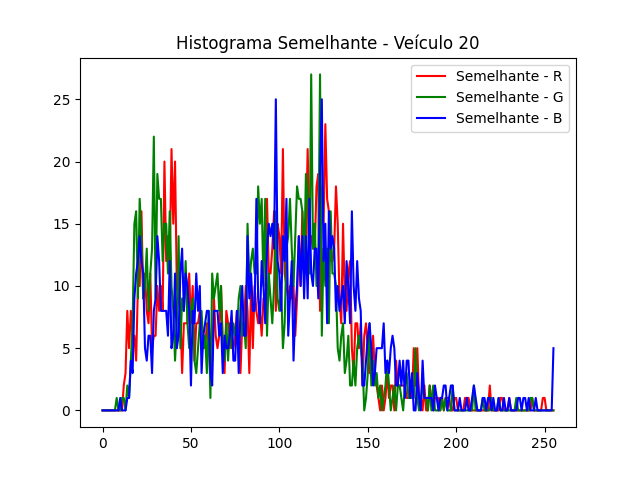 Histograma Semelhante - Veículo 20
Semelhante - R
Semelhante - G
Semelhante - B
25
20
15
10
5
0
0 50 100 150 200 250